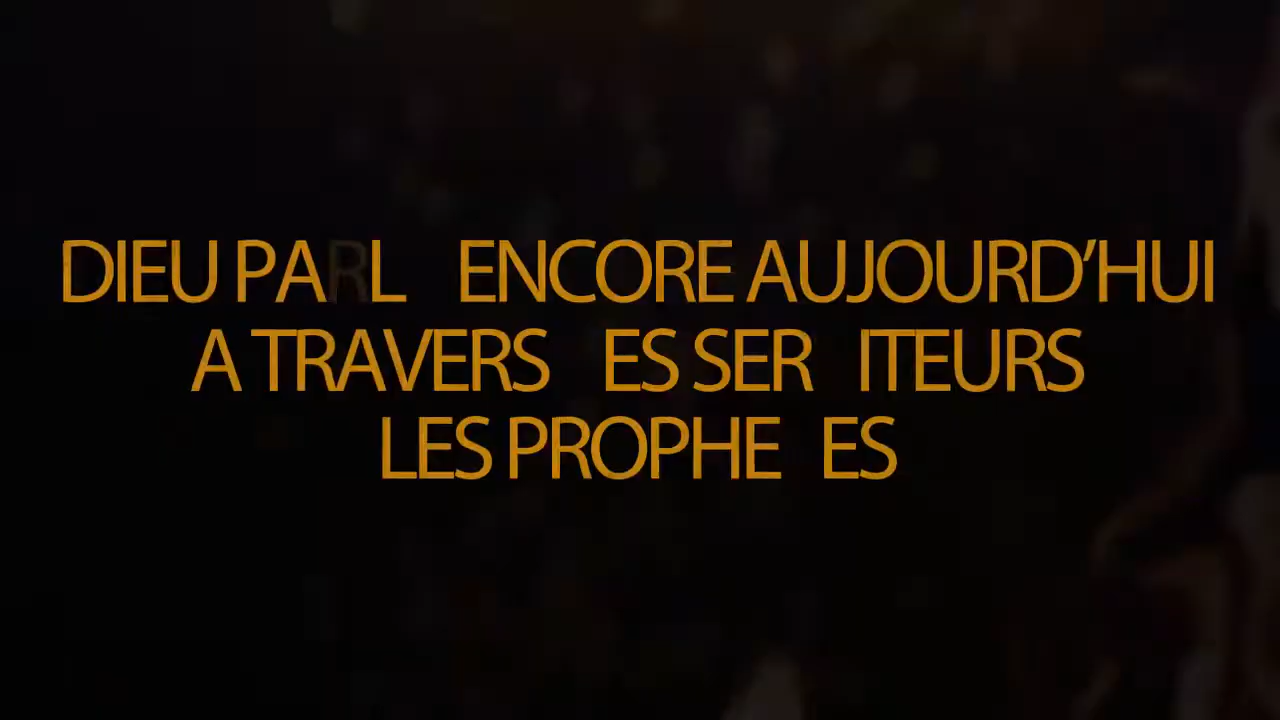 DIEU PARL ENCORE AUJOURD'HUI
A TRAVERS ES SER ITEURS
LES PROPHE ES